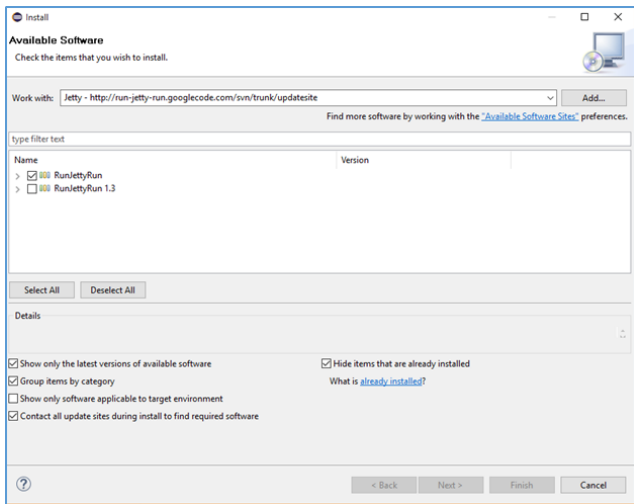 Install
Available Software
Check the items that you wish to install.
Work with: Jetty - http://run-jetty-run.googlecode.com/svn/trunk/updatesite Add...
Find more software by working with the "Available Software Sites" preferences.
type filter text
Name Version
RunJettyRun
RunJettyRun 1.3
Select All Deselect All
Details
Show only the latest versions of available software Hide items that are already installed
Group items by category What is already installed?
Show only software applicable to target environment
Contact all update sites during install to find required software
? < Back Next > Finish Cancel